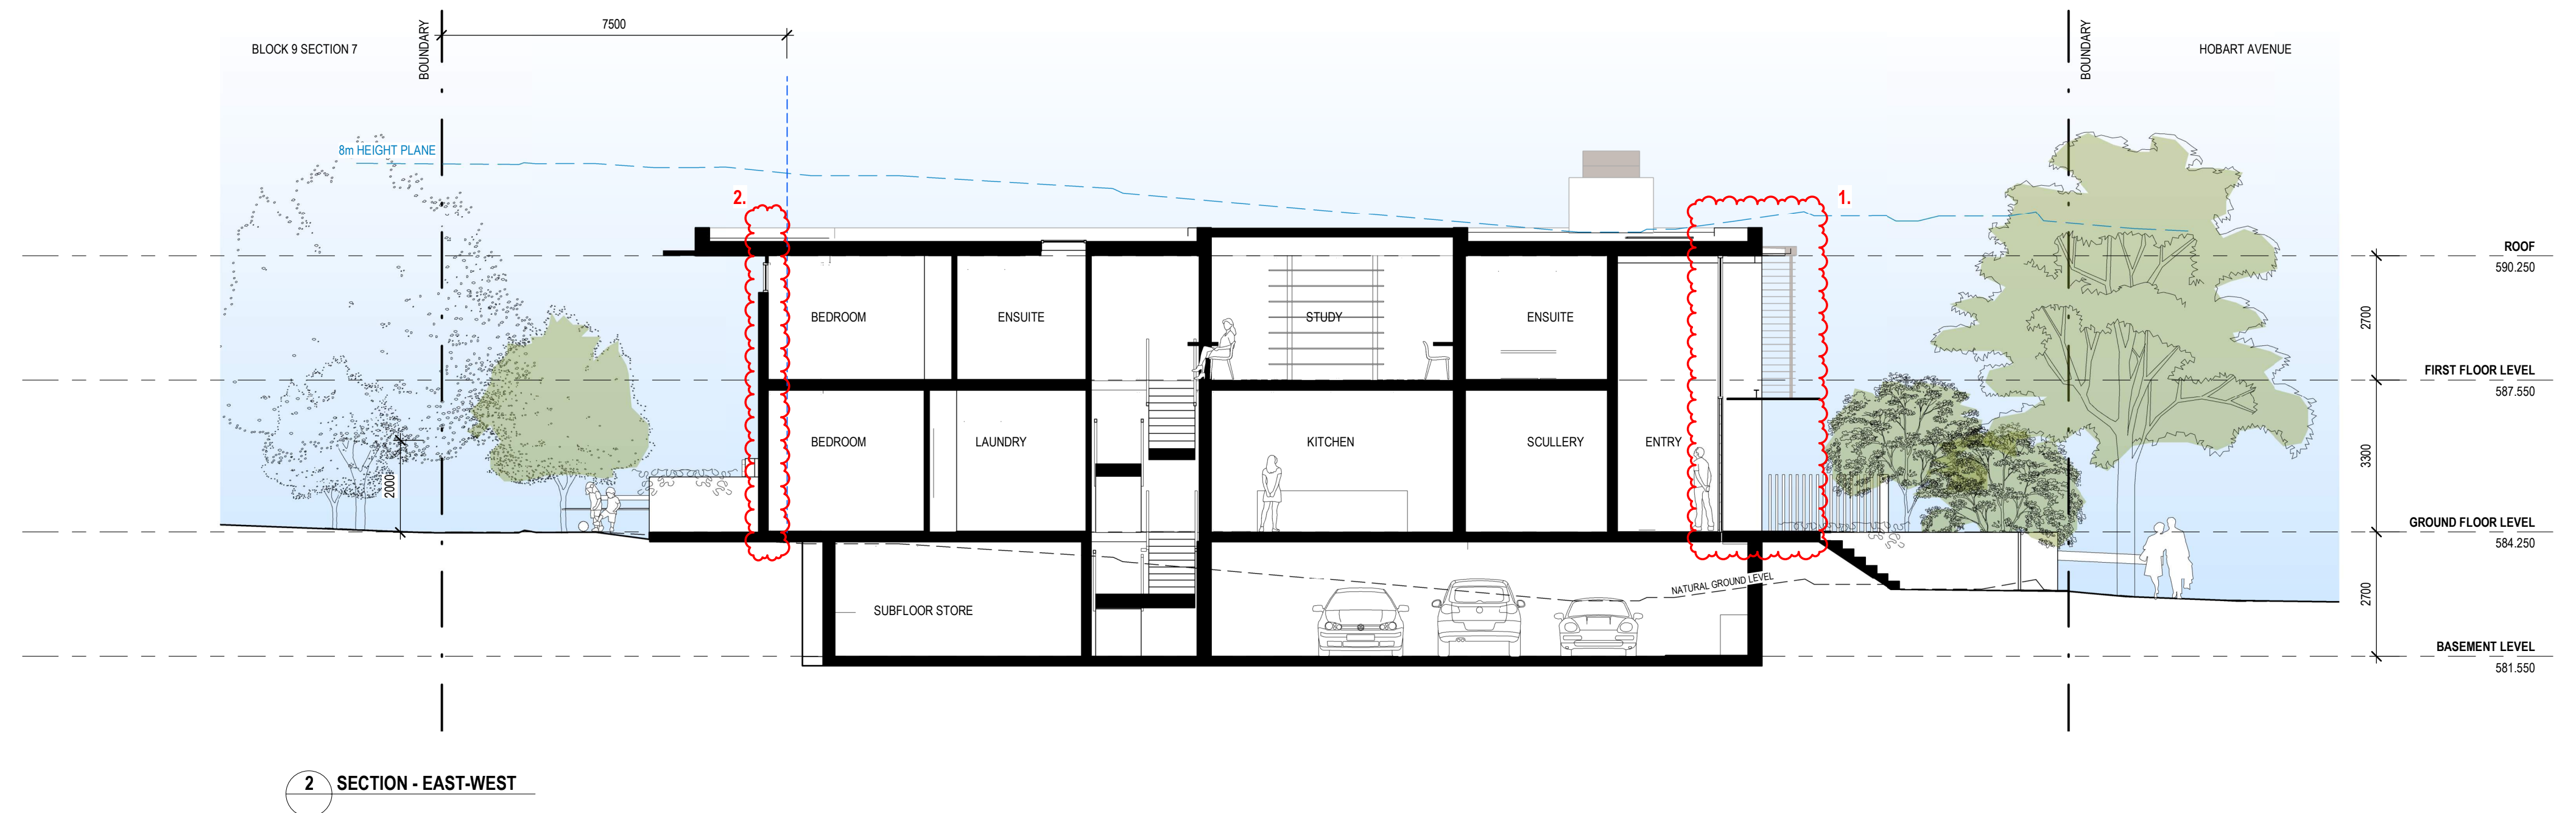 7500
BLOCK 9 SECTION 7
BOUNDARY
BOUNDARY
HOBART AVENUE
8m HEIGHT PLANE
2.
1.
ROOF
590.250
BEDROOM
ENSUITE
STUDY
ENSUITE
2700
FIRST FLOOR LEVEL
587.550
BEDROOM
LAUNDRY
KITCHEN
SCULLERY
ENTRY
3300
2000
GROUND FLOOR LEVEL
584.250
NATURAL GROUND LEVEL
SUBFLOOR STORE
2700
BASEMENT LEVEL
581.550
2 SECTION - EAST-WEST